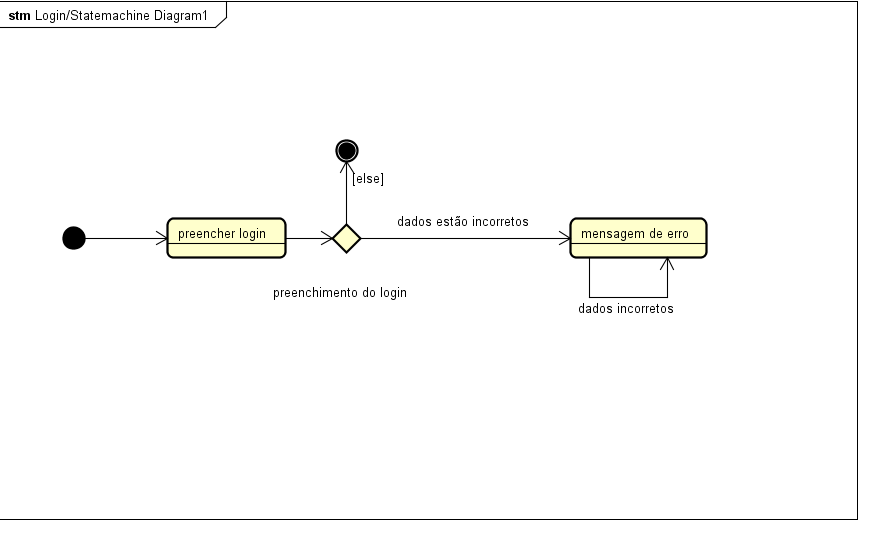 stm Login/Statemachine Diagram1
[else]
dados estão incorretos
preencher login
mensagem de erro
preenchimento do login
dados incorretos